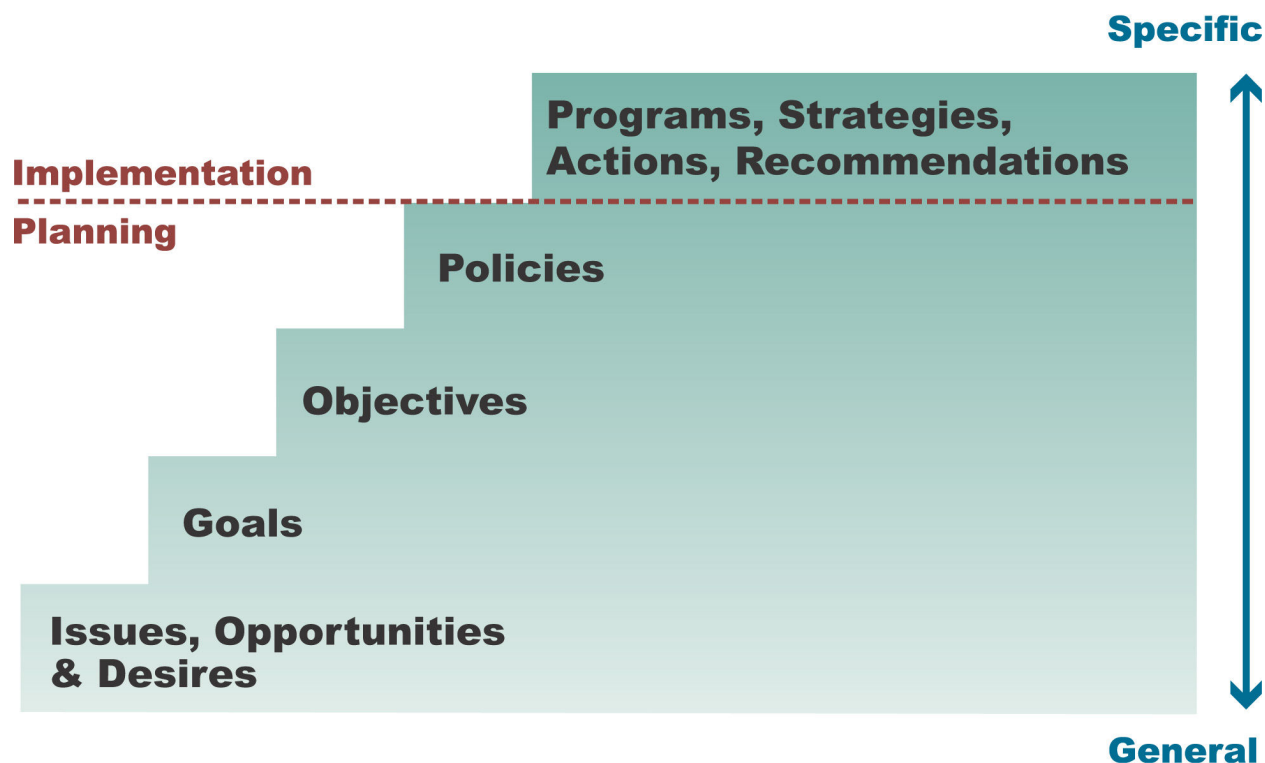 Specific
Programs, Strategies,
Actions, Recommendations
Implementation
Planning
Policies
Objectives
Goals
Issues, Opportunities
& Desires
General